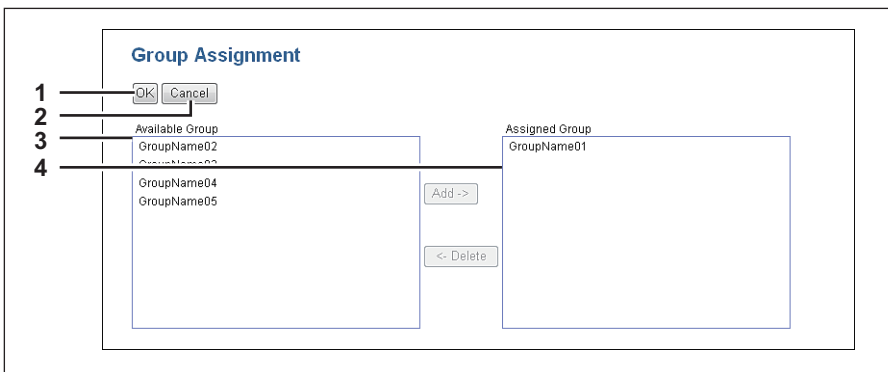 Group Assignment
1 OK Cancel
2
Available Group Assigned Group
3
GroupName02 GroupName01
4
GroupName04
Add ->
GroupName05
<- Delete